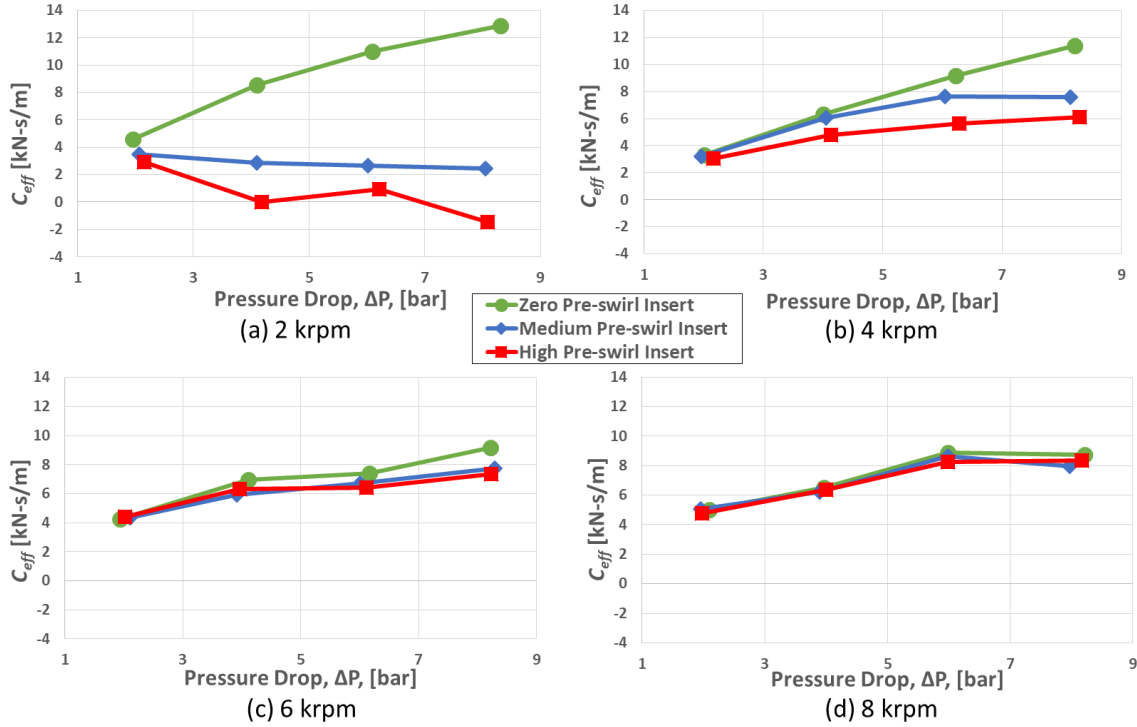 14
12
10
8
6
4
2
0
-2
-4
C_eff [kN-s/m]
1 3 5 7 9
Pressure Drop, ΔP, [bar]
(a) 2 krpm
14
12
10
8
6
4
2
0
-2
-4
C_eff [kN-s/m]
1 3 5 7 9
Pressure Drop, ΔP, [bar]
(b) 4 krpm
Zero Pre-swirl Insert
Medium Pre-swirl Insert
High Pre-swirl Insert
14
12
10
8
6
4
2
0
-2
-4
C_eff [kN-s/m]
1 3 5 7 9
Pressure Drop, ΔP, [bar]
(c) 6 krpm
14
12
10
8
6
4
2
0
-2
-4
C_eff [kN-s/m]
1 3 5 7 9
Pressure Drop, ΔP, [bar]
(d) 8 krpm